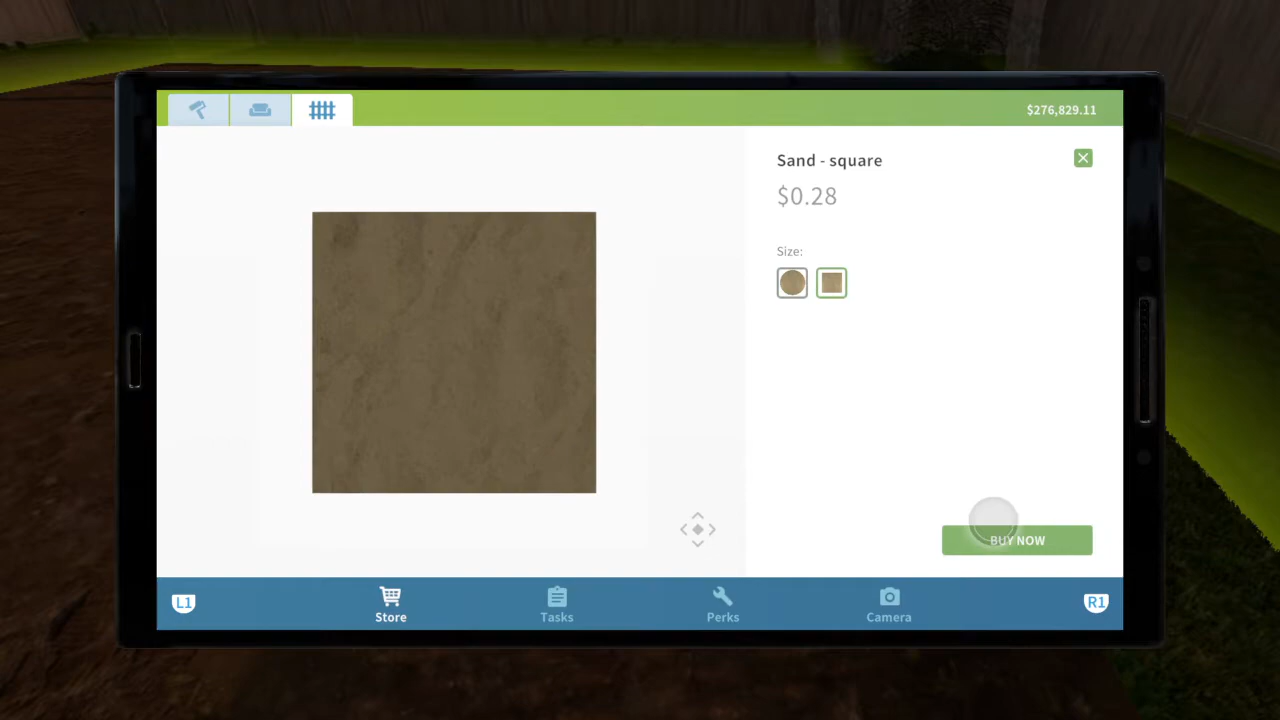 $276,829.11
Sand - square
$0.28
Size:
BUY NOW
L1
Store
Tasks
Perks
Camera
R1